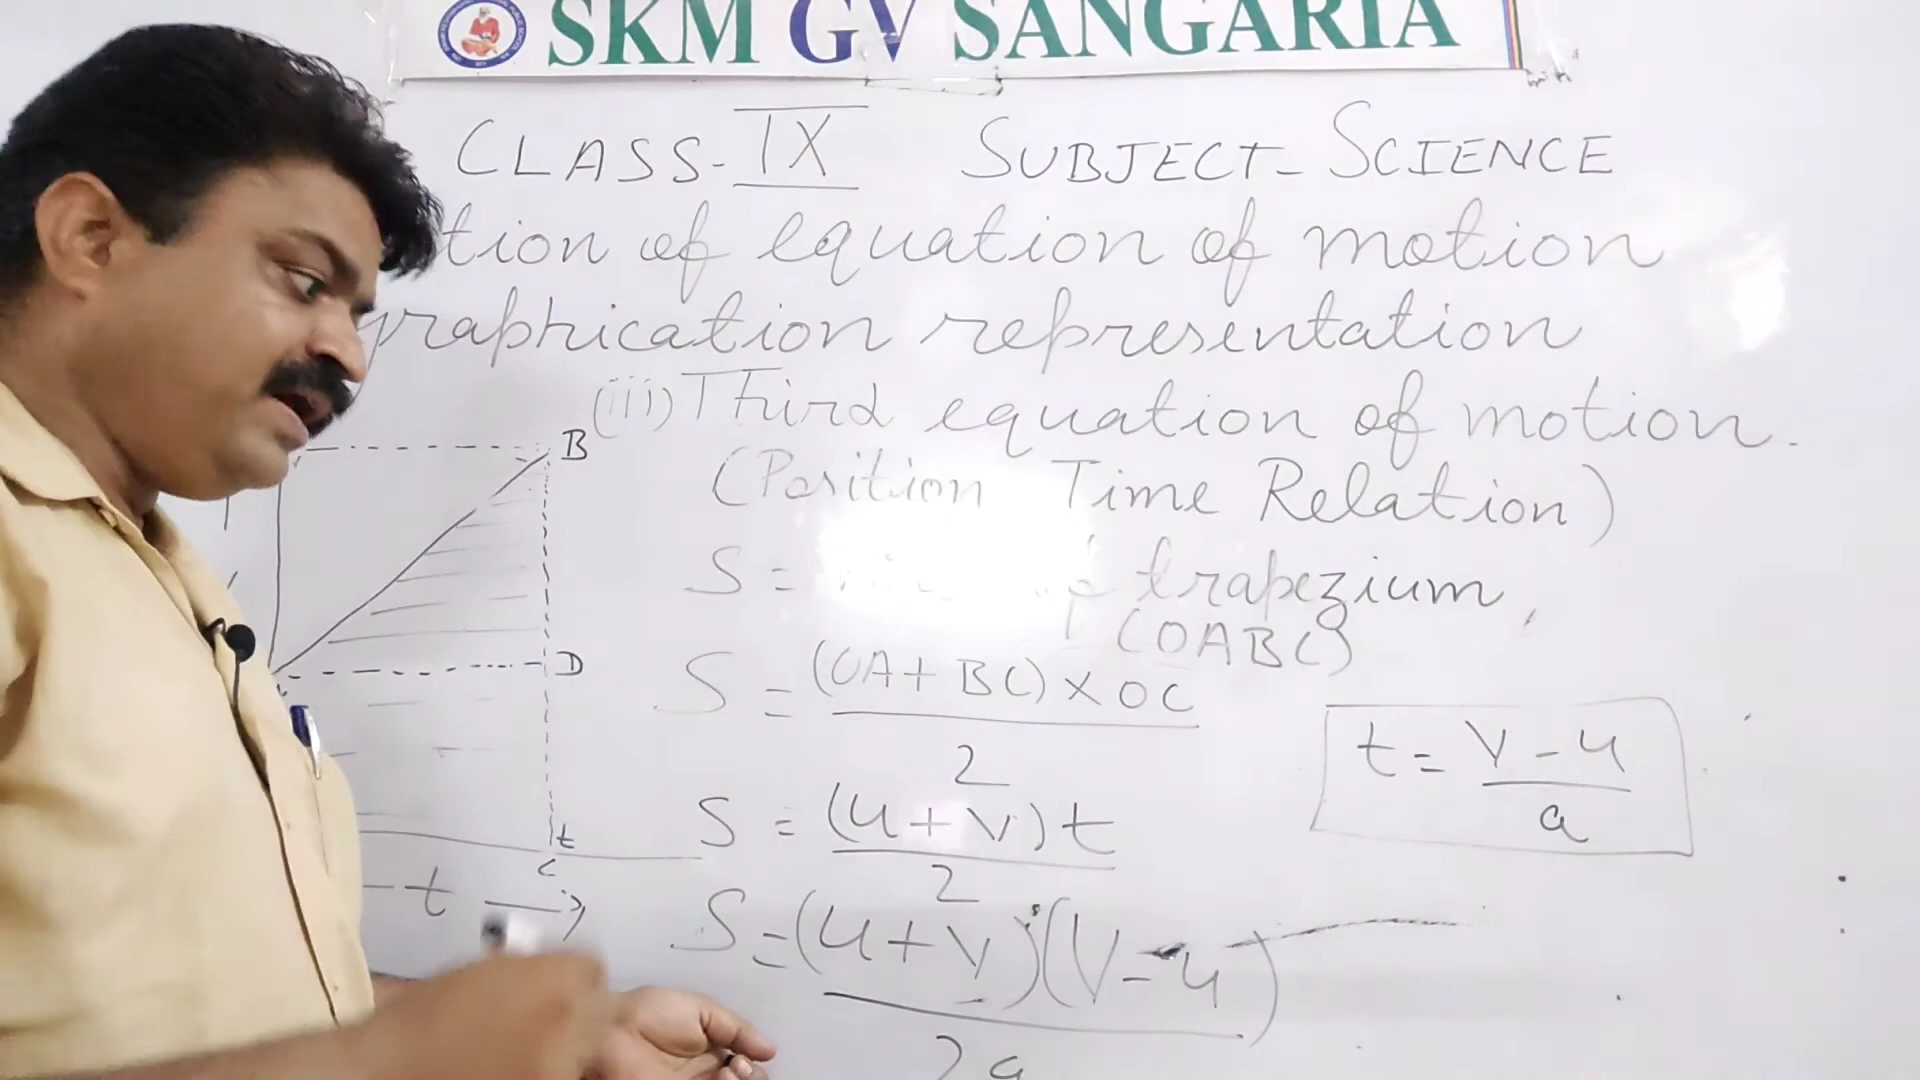 SKM GV SANGARIA
CLASS-IX SUBJECT-SCIENCE
tion of equation of motion
graphication representation
(iii) Third equation of motion.
(Position Time Relation)
S = trapezium,
(OABC)
S = (OA+BC)×OC
2
S = (u+v)t
2
S = (u+v)(v-u)
2a
t = v-u
a
B
D
t
C
t →